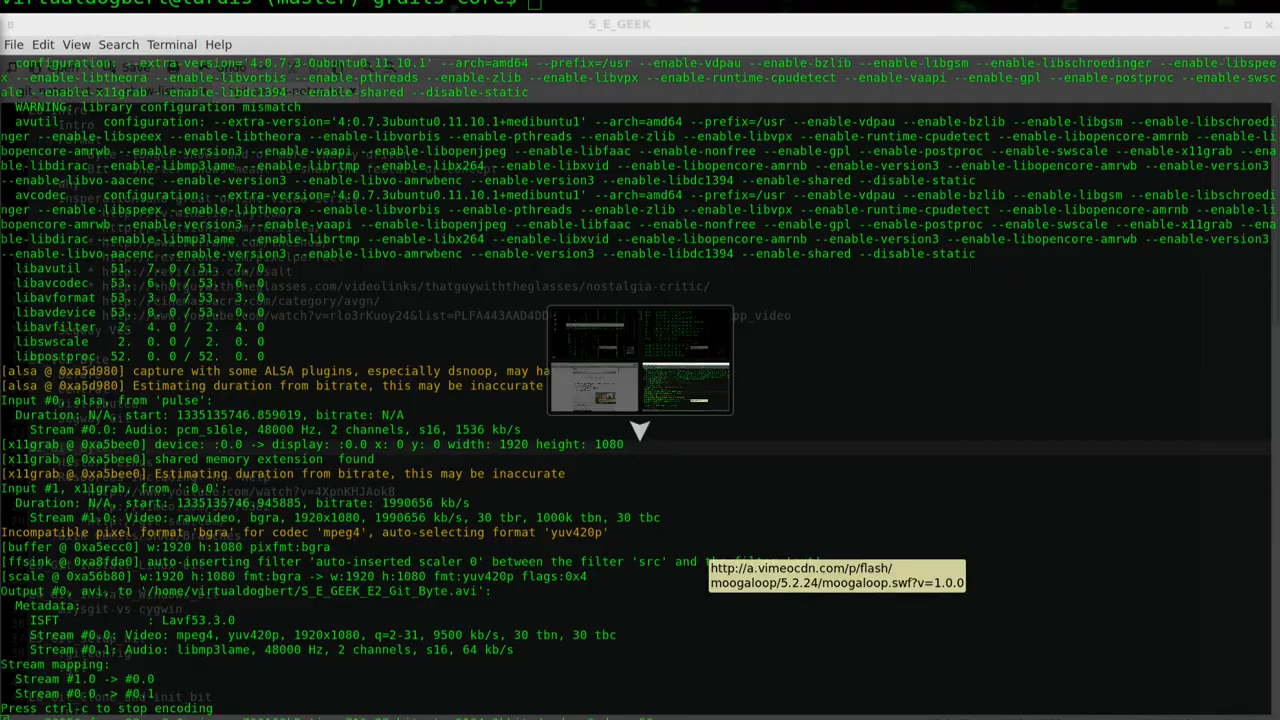 virtualdogbert@tardis (master) grails-core$
S_E_GEEK
File Edit View Search Terminal Help
configuration: --extra-version='4:0.7.3-0ubuntu0.11.10.1' --arch=amd64 --prefix=/usr --enable-vdpau --enable-bzlib --enable-libgsm --enable-libschroedinger --enable-libspee
x --enable-libtheora --enable-libvorbis --enable-pthreads --enable-zlib --enable-libvpx --enable-runtime-cpudetect --enable-vaapi --enable-gpl --enable-postproc --enable-swsc
ale --enable-x11grab --enable-libdc1394 --enable-shared --disable-static
WARNING: library configuration mismatch
avutil configuration: --extra-version='4:0.7.3ubuntu0.11.10.1+medibuntu1' --arch=amd64 --prefix=/usr --enable-vdpau --enable-bzlib --enable-libgsm --enable-libschroedi
nger --enable-libspeex --enable-libtheora --enable-libvorbis --enable-pthreads --enable-zlib --enable-libvpx --enable-runtime-cpudetect --enable-libopencore-amrnb --enable-
libopencore-amrwb --enable-version3 --enable-vaapi --enable-libopenjpeg --enable-libfaac --enable-nonfree --enable-gpl --enable-postproc --enable-swscale --enable-x11grab --
enable-libdirac --enable-libmp3lame --enable-librtmp --enable-libx264 --enable-libxvid --enable-libopencore-amrnb --enable-version3 --enable-libopencore-amrwb --enable-version3
--enable-libvo-aacenc --enable-version3 --enable-libvo-amrwbenc --enable-version3 --enable-libdc1394 --enable-shared --disable-static
avcodec configuration: --extra-version='4:0.7.3ubuntu0.11.10.1+medibuntu1' --arch=amd64 --prefix=/usr --enable-vdpau --enable-bzlib --enable-libgsm --enable-libschroedi
nger --enable-libspeex --enable-libtheora --enable-libvorbis --enable-pthreads --enable-zlib --enable-libvpx --enable-runtime-cpudetect --enable-libopencore-amrnb --enable-
libopencore-amrwb --enable-version3 --enable-vaapi --enable-libopenjpeg --enable-libfaac --enable-nonfree --enable-gpl --enable-postproc --enable-swscale --enable-x11grab --
enable-libdirac --enable-libmp3lame --enable-librtmp --enable-libx264 --enable-libxvid --enable-libopencore-amrnb --enable-version3 --enable-libopencore-amrwb --enable-version3
--enable-libvo-aacenc --enable-version3 --enable-libvo-amrwbenc --enable-version3 --enable-libdc1394 --enable-shared --disable-static
libavutil 51. 7. 0 / 51. 7. 0
libavcodec 53. 6. 0 / 53. 6. 0
libavformat 53. 3. 0 / 53. 3. 0
libavdevice 53. 0. 0 / 53. 0. 0
libavfilter 2. 4. 0 / 2. 4. 0
libswscale 2. 0. 0 / 2. 0. 0
libpostproc 52. 0. 0 / 52. 0. 0
[alsa @ 0xa5d980] capture with some ALSA plugins, especially dsnoop, may ha
[alsa @ 0xa5d980] Estimating duration from bitrate, this may be inaccurate
Input #0, alsa, from 'pulse':
Duration: N/A, start: 1335135746.859019, bitrate: N/A
Stream #0.0: Audio: pcm_s16le, 48000 Hz, 2 channels, s16, 1536 kb/s
[x11grab @ 0xa5bee0] device: :0.0 -> display: :0.0 x: 0 y: 0 width: 1920 height: 1080
[x11grab @ 0xa5bee0] shared memory extension found
[x11grab @ 0xa5bee0] Estimating duration from bitrate, this may be inaccurate
Input #1, x11grab, from ':0.0':
Duration: N/A, start: 1335135746.945885, bitrate: 1990656 kb/s
Stream #1.0: Video: rawvideo, bgra, 1920x1080, 1990656 kb/s, 30 tbr, 1000k tbn, 30 tbc
Incompatible pixel format 'bgra' for codec 'mpeg4', auto-selecting format 'yuv420p'
[buffer @ 0xa5ecc0] w:1920 h:1080 pixfmt:bgra
[ffsink @ 0xa8fda0] auto-inserting filter 'auto-inserted scaler 0' between the filter 'src' and the filter
http://a.vimeocdn.com/p/flash/
moogaloop/5.2.24/moogaloop.swf?v=1.0.0
[scale @ 0xa56b80] w:1920 h:1080 fmt:bgra -> w:1920 h:1080 fmt:yuv420p flags:0x4
Output #0, avi, to '/home/virtualdogbert/S_E_GEEK_E2_Git_Byte.avi':
Metadata:
ISFT : Lavf53.3.0
Stream #0.0: Video: mpeg4, yuv420p, 1920x1080, q=2-31, 9500 kb/s, 30 tbn, 30 tbc
Stream #0.1: Audio: libmp3lame, 48000 Hz, 2 channels, s16, 64 kb/s
Stream mapping:
Stream #1.0 -> #0.0
Stream #0.0 -> #0.1
Press ctrl-c to stop encoding